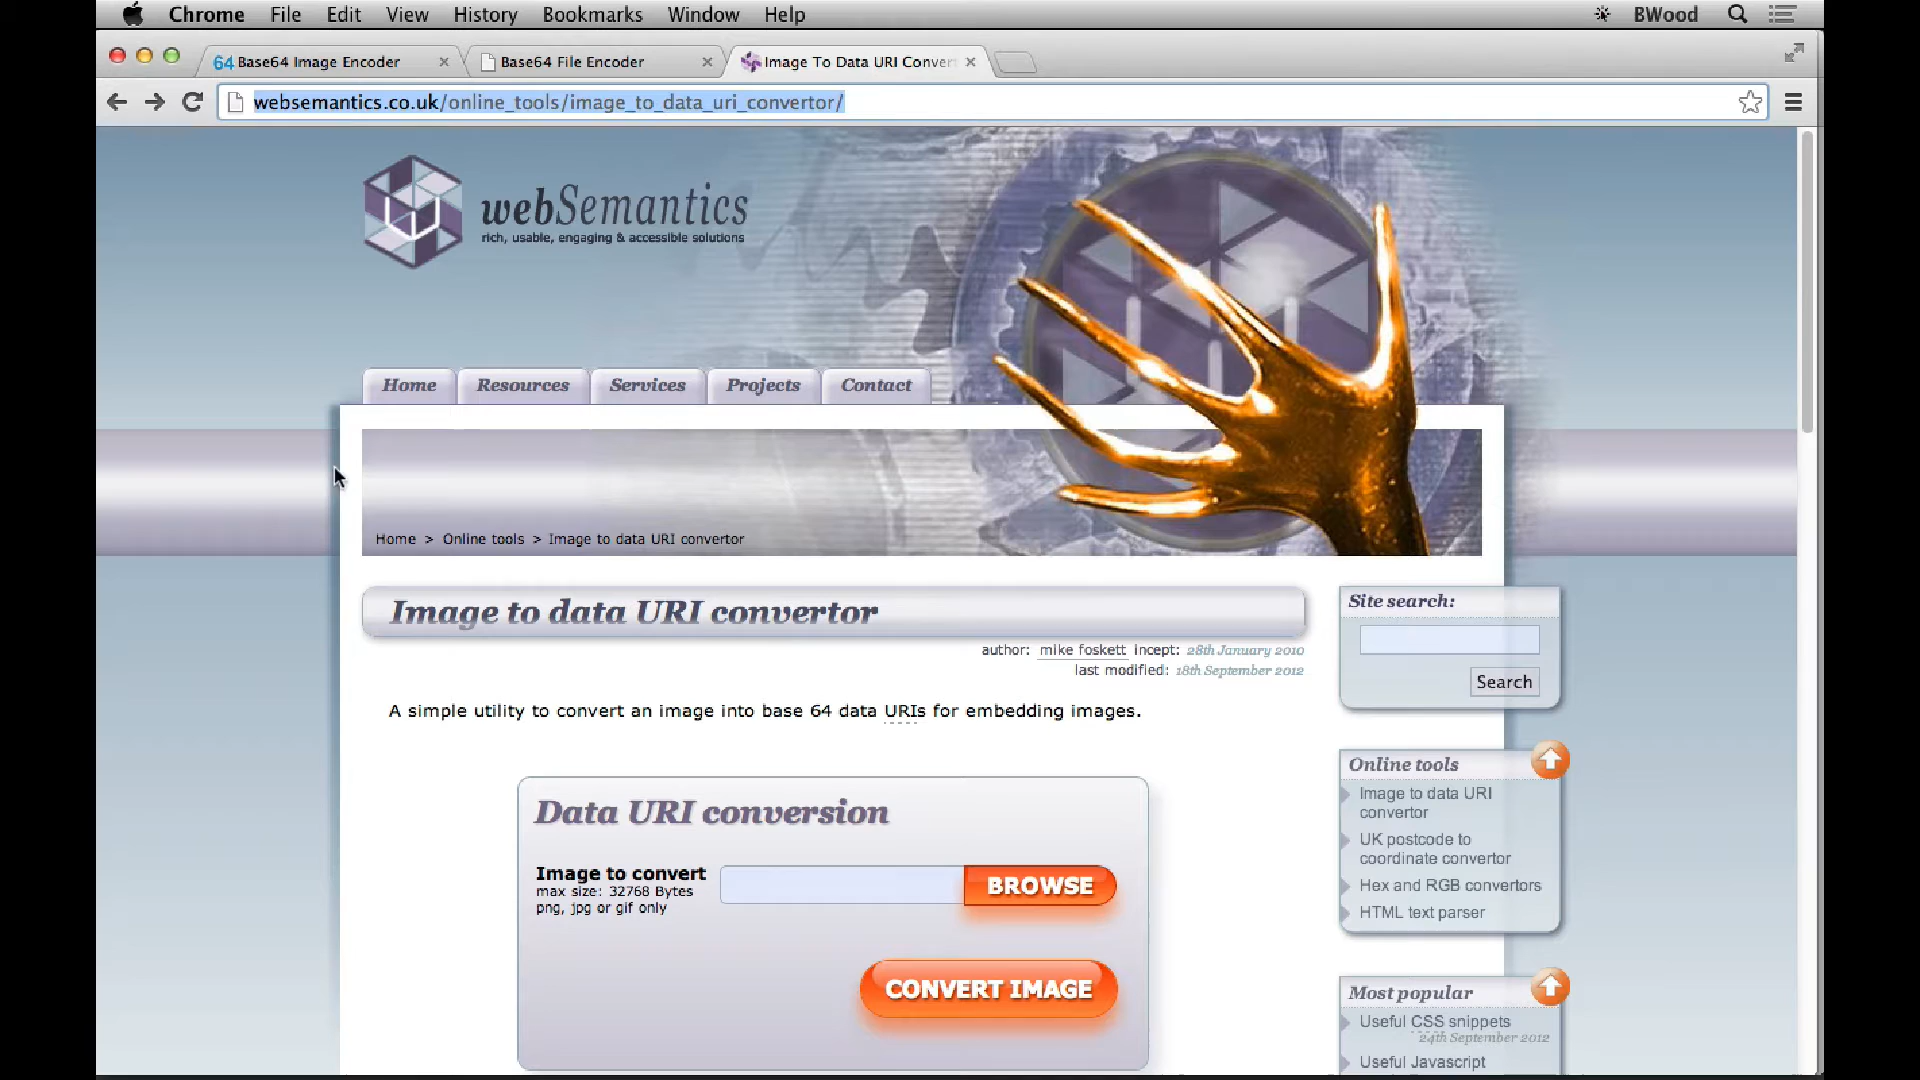 Chrome File Edit View History Bookmarks Window Help BWood
64 Base64 Image Encoder Base64 File Encoder Image To Data URI Conver
websemantics.co.uk/online_tools/image_to_data_uri_convertor/
webSemantics
rich, usable, engaging & accessible solutions
Home Resources Services Projects Contact
Home > Online tools > Image to data URI convertor
Image to data URI convertor
author: mike foskett incept: 28th January 2010
last modified: 18th September 2012
A simple utility to convert an image into base 64 data URIs for embedding images.
Data URI conversion
Image to convert
max size: 32768 Bytes
png, jpg or gif only
BROWSE
CONVERT IMAGE
Site search:
Search
Online tools
Image to data URI
convertor
UK postcode to
coordinate convertor
Hex and RGB convertors
HTML text parser
Most popular
Useful CSS snippets
24th September 2012
Useful Javascript